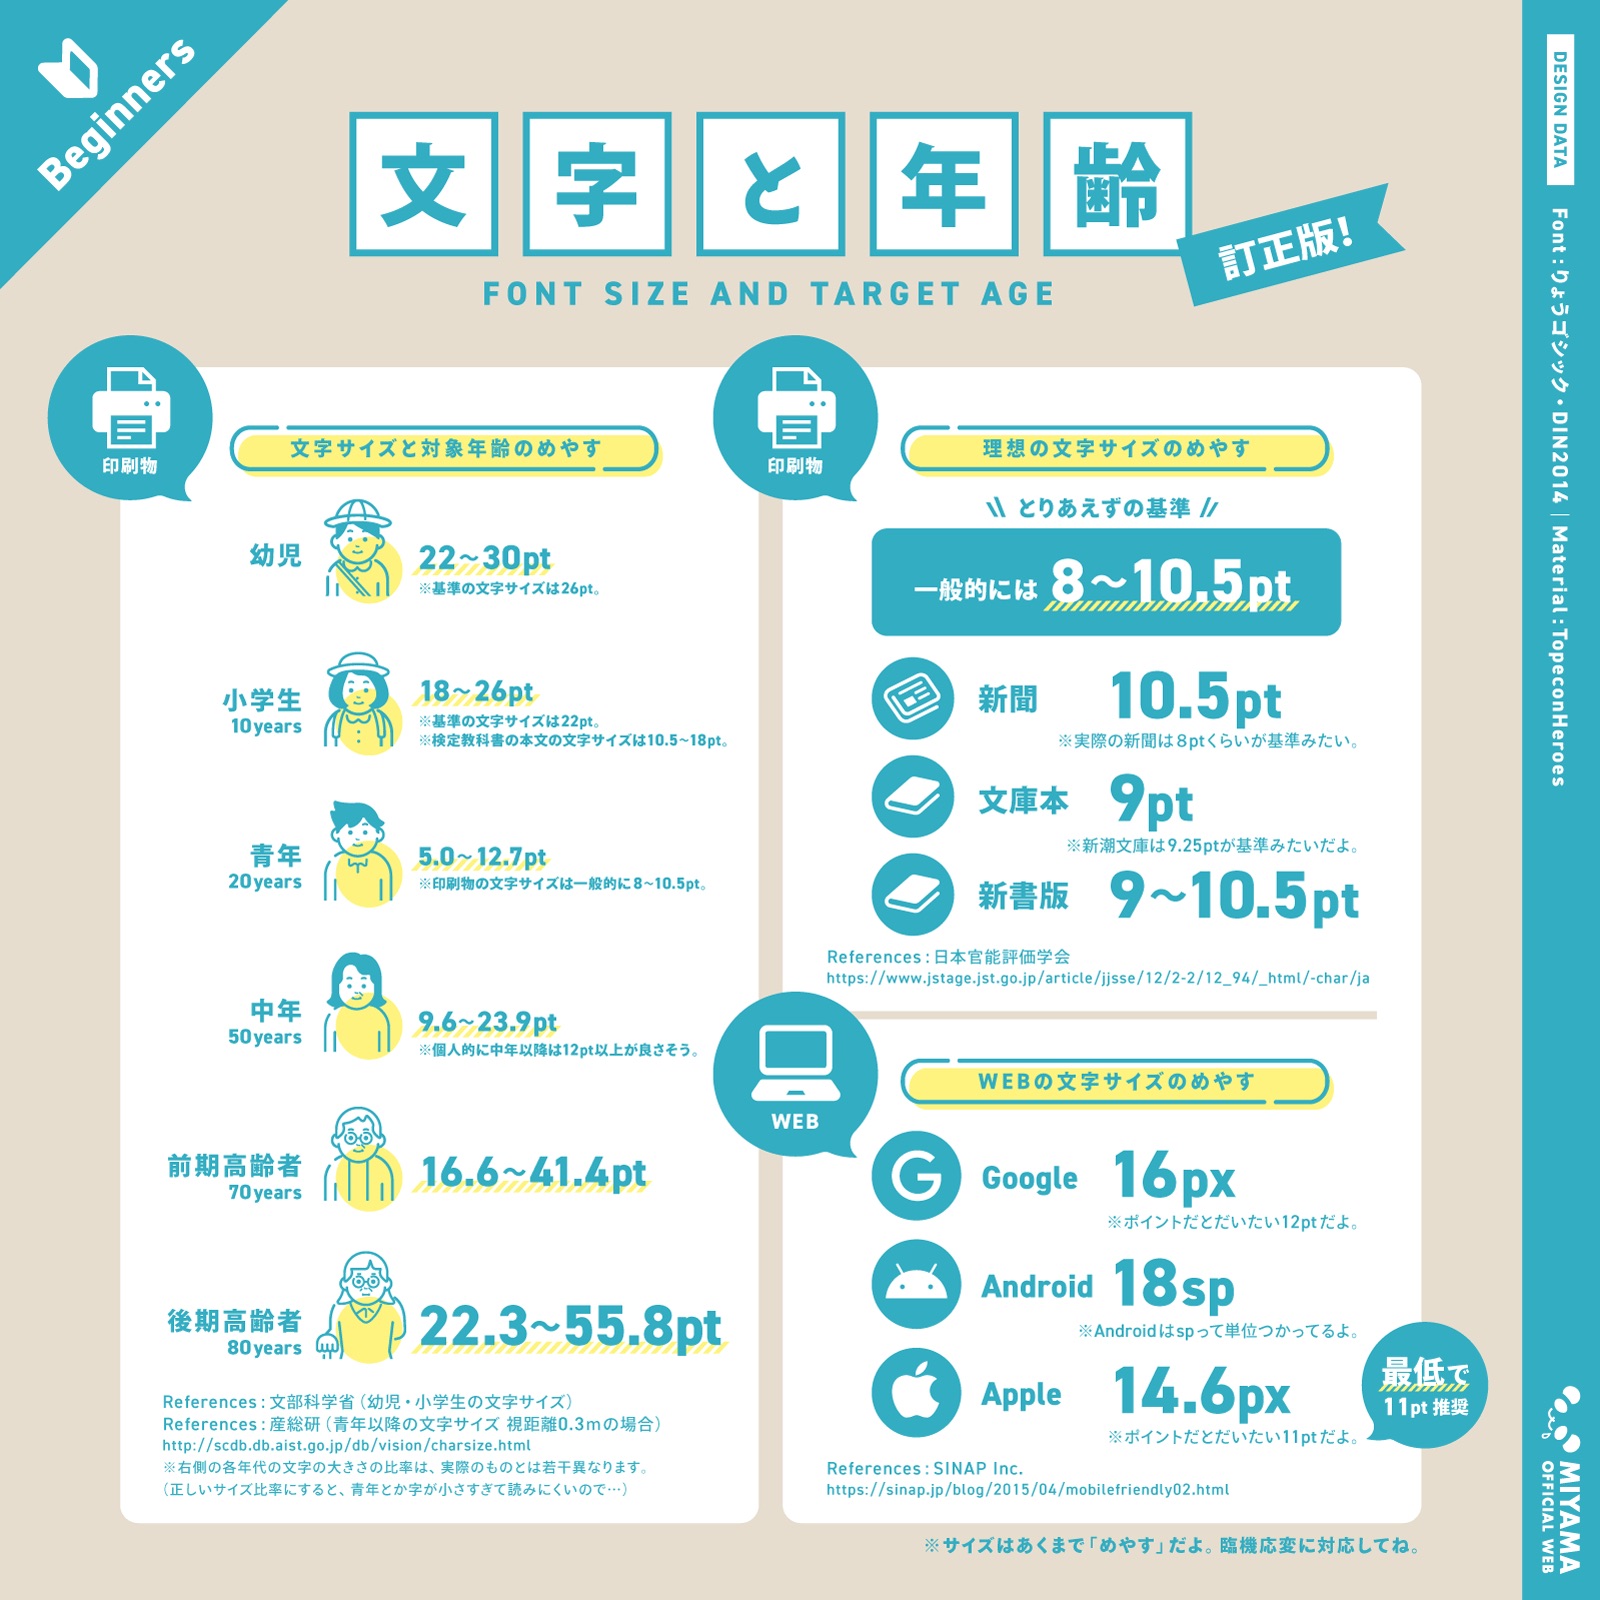 Beginners
文字と年齢
訂正版!
FONT SIZE AND TARGET AGE
印刷物
文字サイズと対象年齢のめやす
幼児
22~30pt
※基準の文字サイズは26pt。
小学生
10years
18~26pt
※基準の文字サイズは22pt。
※検定教科書の本文の文字サイズは10.5~18pt。
青年
20years
5.0~12.7pt
※印刷物の文字サイズは一般的に8~10.5pt。
中年
50years
9.6~23.9pt
※個人的に中年以降は12pt以上が良さそう。
前期高齢者
70years
16.6~41.4pt
後期高齢者
80years
22.3~55.8pt
References:文部科学省(幼児・小学生の文字サイズ)
References:産総研(青年以降の文字サイズ 視距離0.3mの場合)
http://scdb.db.aist.go.jp/db/vision/charsize.html
※右側の各年代の文字の大きさの比率は、実際のものとは若干異なります。
(正しいサイズ比率にすると、青年とか字が小さすぎて読みにくいので…)
印刷物
理想の文字サイズのめやす
\\ とりあえずの基準 //
一般的には 8~10.5pt
新聞 10.5pt
※実際の新聞は8ptくらいが基準みたい。
文庫本 9pt
※新潮文庫は9.25ptが基準みたいだよ。
新書版 9~10.5pt
References:日本官能評価学会
https://www.jstage.jst.go.jp/article/jjsse/12/2-2/12_94/_html/-char/ja
WEB
WEBの文字サイズのめやす
Google 16px
※ポイントだとだいたい12ptだよ。
Android 18sp
※Androidはspって単位つかってるよ。
Apple 14.6px
※ポイントだとだいたい11ptだよ。
最低で
11pt 推奨
References:SINAP Inc.
https://sinap.jp/blog/2015/04/mobilefriendly02.html
※サイズはあくまで「めやす」だよ。臨機応変に対応してね。
DESIGN DATA
Font:りょうゴシック・DIN2014|Material:TopeconHeroes
MIYAMA
OFFICIAL WEB